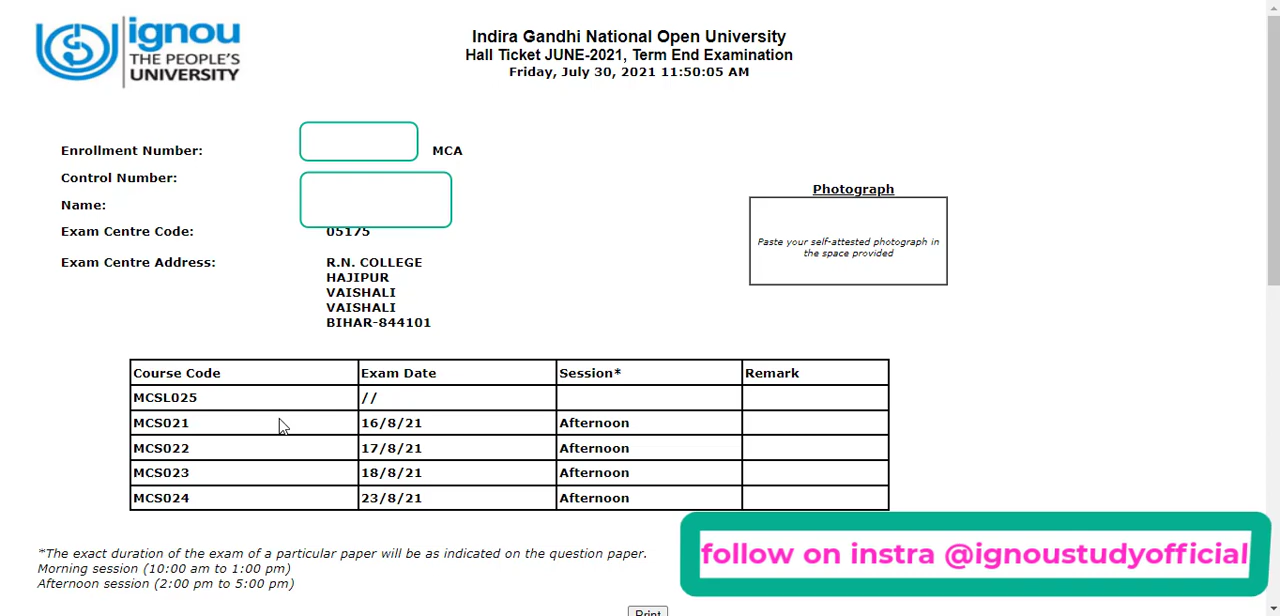 ignou
THE PEOPLE'S
UNIVERSITY
Indira Gandhi National Open University
Hall Ticket JUNE-2021, Term End Examination
Friday, July 30, 2021 11:50:05 AM
Enrollment Number: MCA
Control Number:
Name:
Exam Centre Code: 05175
Exam Centre Address: R.N. COLLEGE
HAJIPUR
VAISHALI
VAISHALI
BIHAR-844101
Photograph
Paste your self-attested photograph in
the space provided
Course Code Exam Date Session* Remark
MCSL025 //
MCS021 16/8/21 Afternoon
MCS022 17/8/21 Afternoon
MCS023 18/8/21 Afternoon
MCS024 23/8/21 Afternoon
*The exact duration of the exam of a particular paper will be as indicated on the question paper.
Morning session (10:00 am to 1:00 pm)
Afternoon session (2:00 pm to 5:00 pm)
follow on instra @ignoustudyofficial
Print